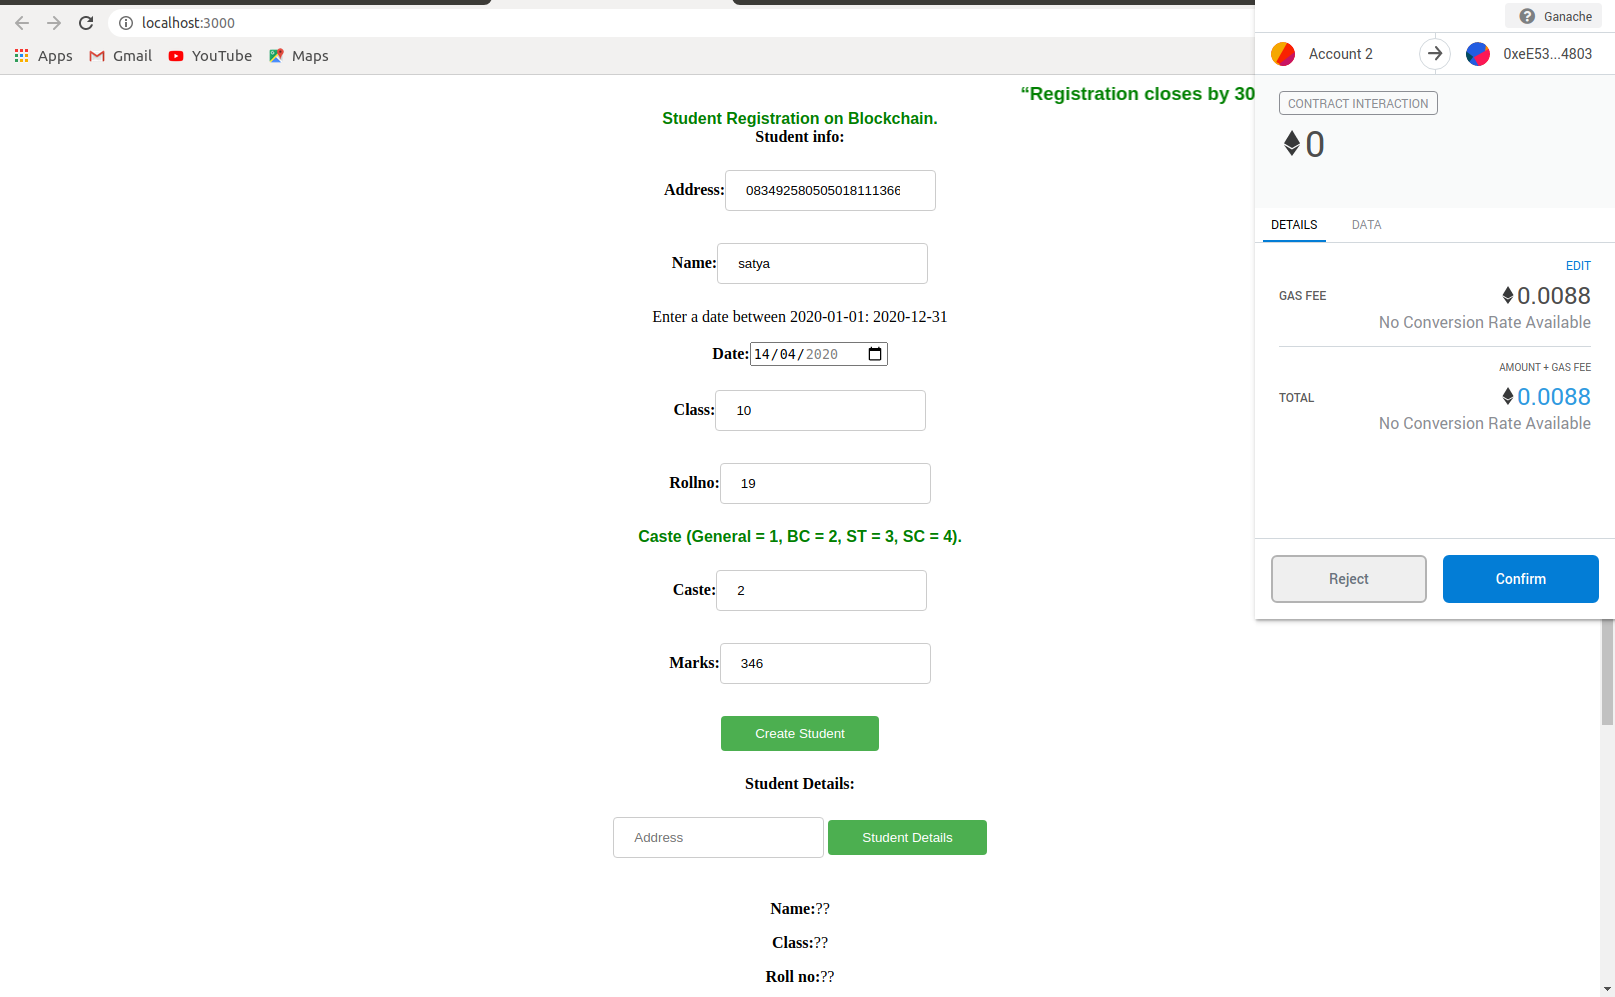 localhost:3000
Apps Gmail YouTube Maps
“Registration closes by 30
Student Registration on Blockchain.
Student info:
Address: 083492580505018111366
Name: satya
Enter a date between 2020-01-01: 2020-12-31
Date: 14/04/2020
Class: 10
Rollno: 19
Caste (General = 1, BC = 2, ST = 3, SC = 4).
Caste: 2
Marks: 346
Create Student
Student Details:
Address Student Details
Name:??
Class:??
Roll no:??
Ganache
Account 2 0xeE53...4803
CONTRACT INTERACTION
0
DETAILS DATA
EDIT
GAS FEE 0.0088
No Conversion Rate Available
AMOUNT + GAS FEE
TOTAL 0.0088
No Conversion Rate Available
Reject Confirm